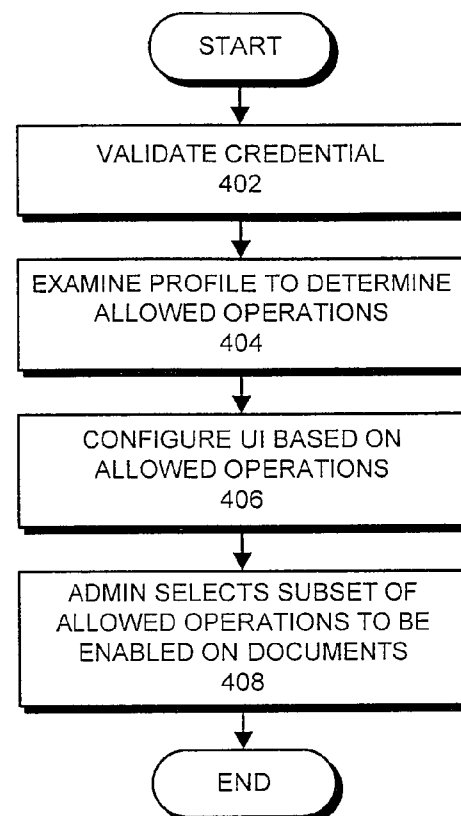 START
VALIDATE CREDENTIAL
402
EXAMINE PROFILE TO DETERMINE
ALLOWED OPERATIONS
404
CONFIGURE UI BASED ON
ALLOWED OPERATIONS
406
ADMIN SELECTS SUBSET OF
ALLOWED OPERATIONS TO BE
ENABLED ON DOCUMENTS
408
END